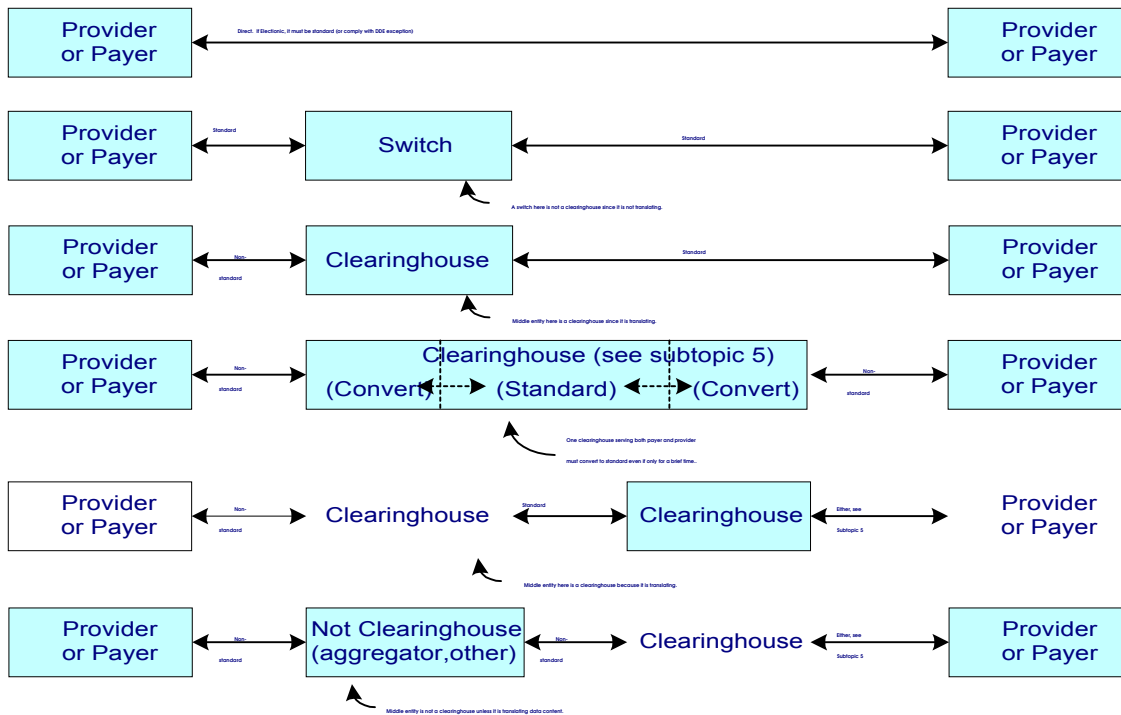 Provider
or Payer
Direct. If Electionic, it must be standard (or comply with DDE exception)
Provider
or Payer
Provider
or Payer
Standard
Switch
Standard
Provider
or Payer
A switch here is not a clearinghouse since it is not translating.
Provider
or Payer
Non-
standard
Clearinghouse
Standard
Provider
or Payer
Middle entity here is a clearinghouse since it is translating.
Provider
or Payer
Non-
standard
Clearinghouse (see subtopic 5)
(Convert)
(Standard)
(Convert)
Non-
standard
Provider
or Payer
One clearinghouse serving both payer and provider
must convert to standard even if only for a brief time..
Provider
or Payer
Non-
standard
Clearinghouse
Standard
Clearinghouse
Either, see
Subtopic 5
Provider
or Payer
Middle entity here is a clearinghouse because it is translating.
Provider
or Payer
Non-
standard
Not Clearinghouse
(aggregator,other)
Non-
standard
Clearinghouse
Either, see
Subtopic 5
Provider
or Payer
Middle entity is not a clearinghouse unless it is translating data content.